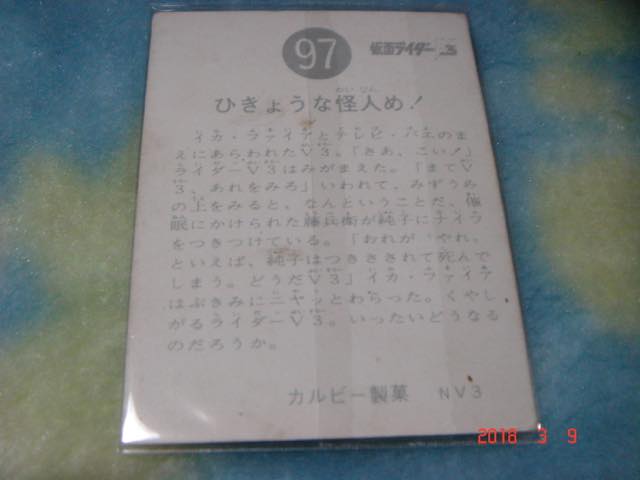 97
仮面ライダーV3
ひきょうな怪人め!
イカ・ファイアとテレビ・バエのま
えにあらわれたV3。「さあ、こい!」
ライダーV3はみがまえた。「まてV
3、あれをみろ」いわれて、みずうみ
の上をみると、なんということだ、催
眠にかけられた藤兵衛が純子に子イラ
をつきつけている。「おれが〝やれ〟
といえば、純子はつきさされて死んで
しまう。どうだV3」イカ・ファイア
はぶきみにニヤッとわらった。くやし
がるライダーV3。いったいどうなる
のだろうか。
カルビー製菓 NV3
2018 3 9